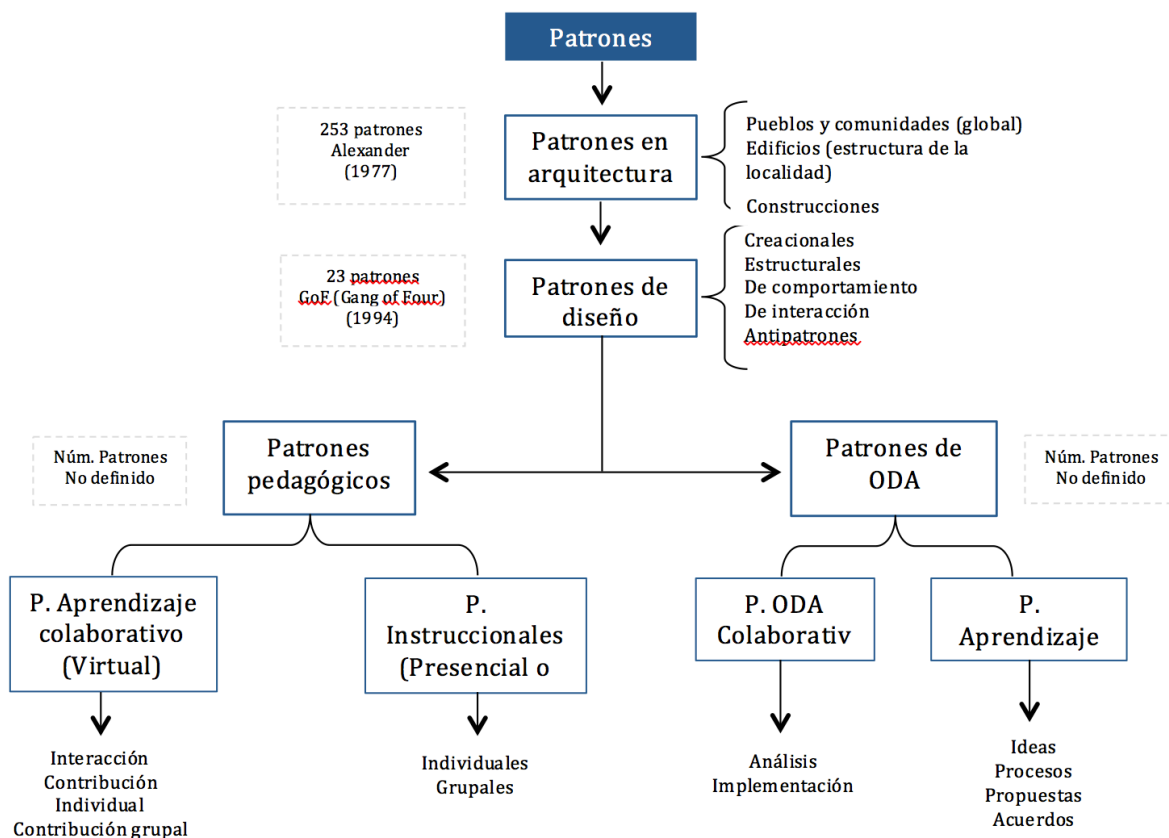 Patrones
253 patrones
Alexander
(1977)
Patrones en
arquitectura
Pueblos y comunidades (global)
Edificios (estructura de la
localidad)
Construcciones
23 patrones
GoF (Gang of Four)
(1994)
Patrones de
diseño
Creacionales
Estructurales
De comportamiento
De interacción
Antipatrones
Núm. Patrones
No definido
Patrones
pedagógicos
Patrones de
ODA
Núm. Patrones
No definido
P. Aprendizaje
colaborativo
(Virtual)
P.
Instruccionales
(Presencial o
P. ODA
Colaborativ
P.
Aprendizaje
Interacción
Contribución
Individual
Contribución grupal
Individuales
Grupales
Análisis
Implementación
Ideas
Procesos
Propuestas
Acuerdos